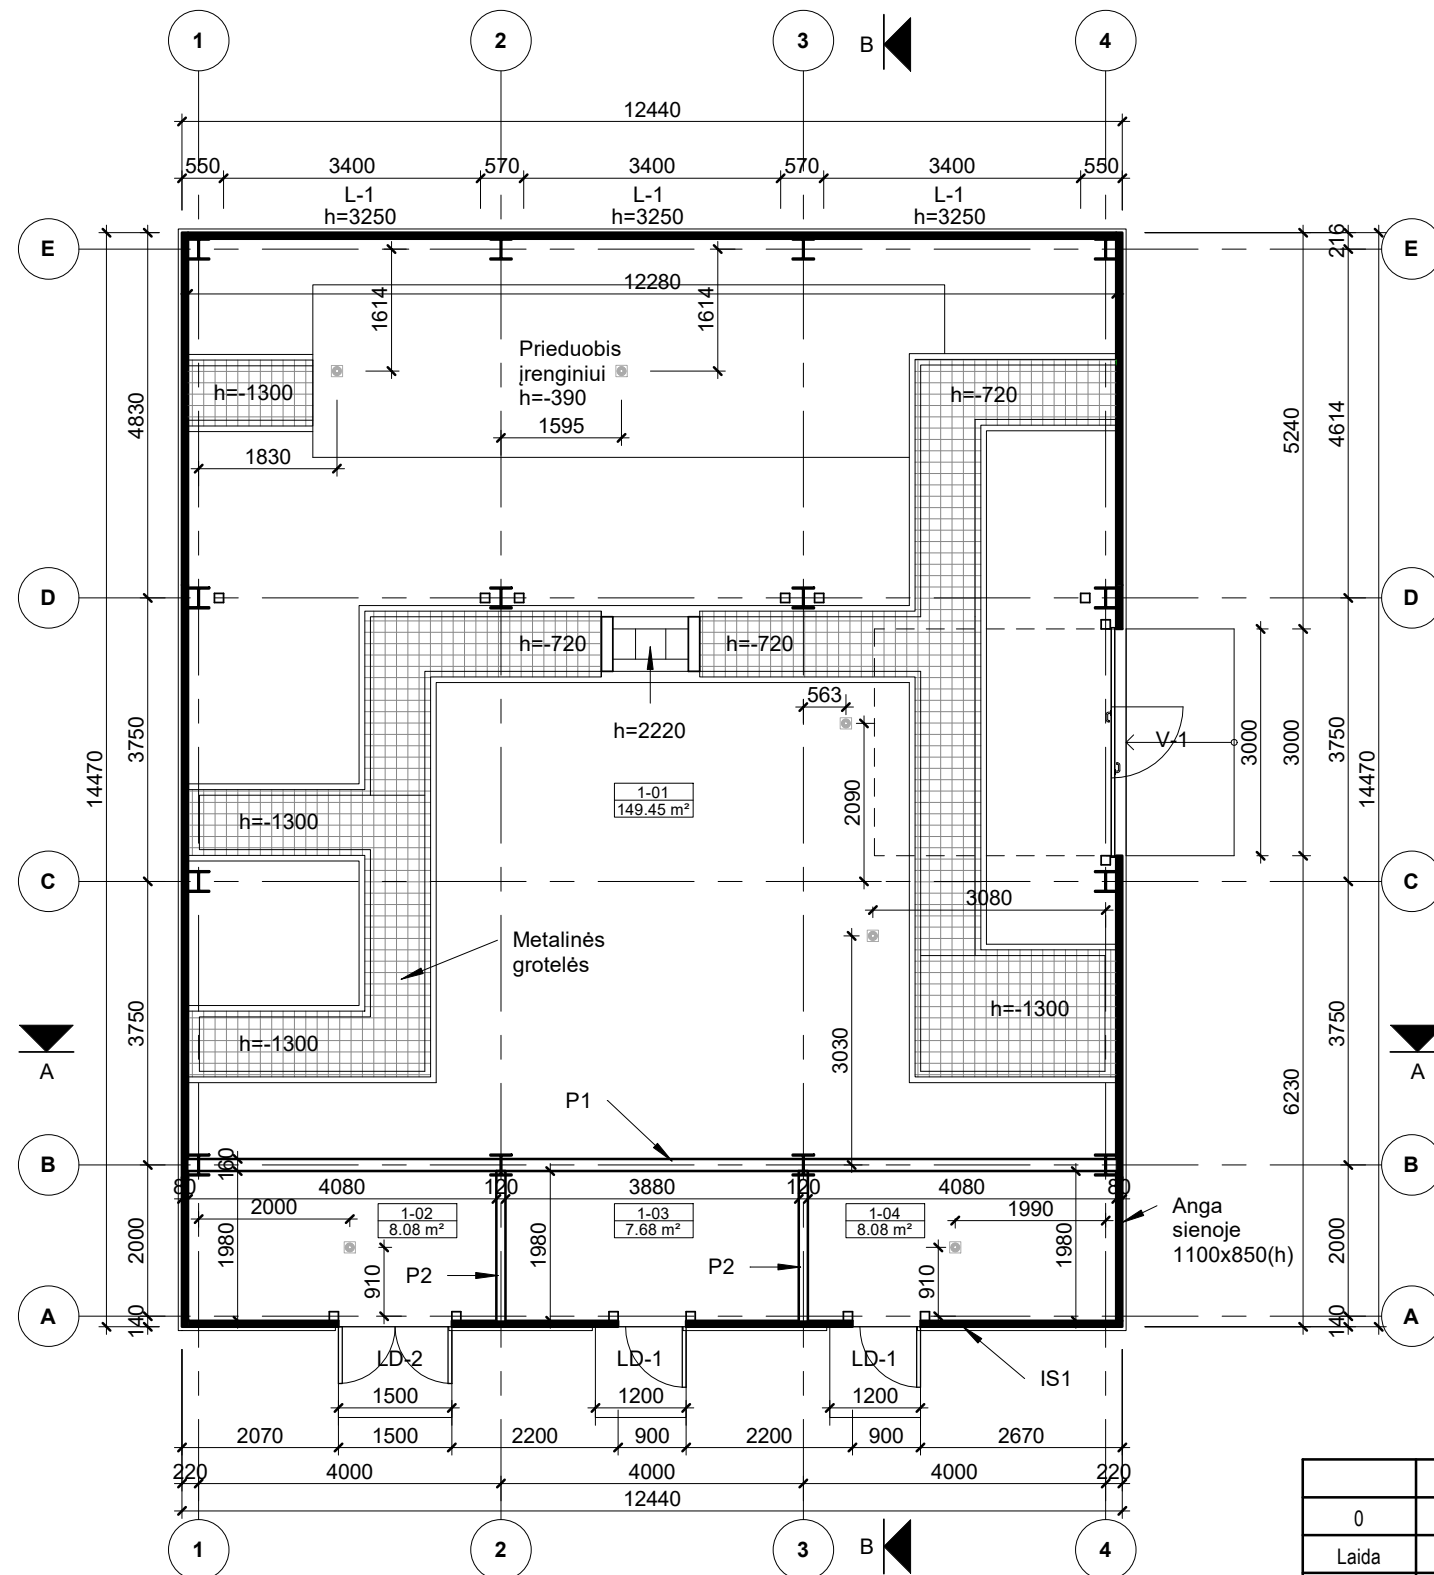 1
2
3
B
4
12440
550
3400
570
3400
570
3400
550
L-1
h=3250
L-1
h=3250
L-1
h=3250
E
E
216
12280
1614
1614
Prieduobis
įrenginiui
h=-390
h=-1300
h=-720
4830
5240
4614
1595
1830
D
D
h=-720
h=-720
h=2220
563
V-1
3750
14470
3000
3000
3750
14470
1-01
149.45 m²
2090
h=-1300
C
C
3080
Metalinės
grotelės
h=-1300
h=-1300
3750
3030
3750
A
A
6230
P1
B
B
160
80
4080
120
3880
120
4080
80
2000
1-02
8.08 m²
1-03
7.68 m²
1-04
8.08 m²
1990
Anga
sienoje
1100x850(h)
2000
1980
910
P2
1980
P2
910
1980
2000
A
A
140
140
LD-2
LD-1
LD-1
IS1
1500
1200
1200
2070
1500
2200
900
2200
900
2670
220
4000
4000
4000
220
12440
1
2
3
B
4
0
Laida